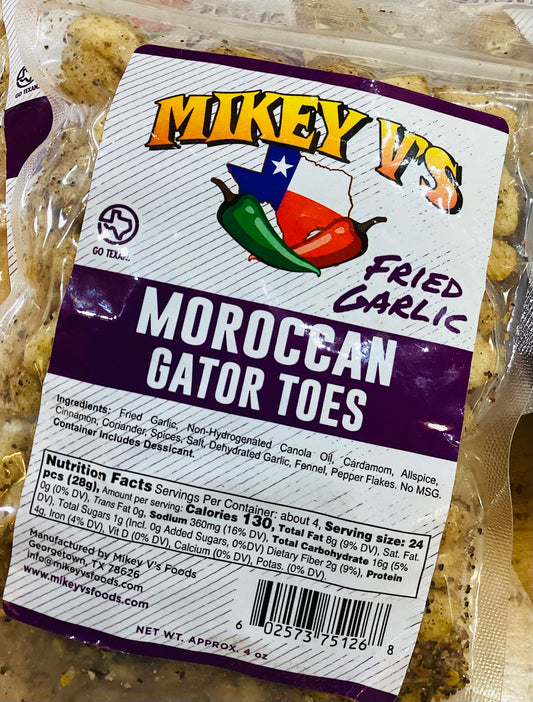 MIKEY V'S
GO TEXAN.
GO TEXAN.
FRIED
GARLIC
MOROCCAN
GATOR TOES
Ingredients: Fried Garlic, Non-Hydrogenated Canola Oil, Cardamom, Allspice,
Cinnamon, Coriander, Spices, Salt, Dehydrated Garlic, Fennel, Pepper Flakes. No MSG.
Container Includes Dessicant.
Nutrition Facts Servings Per Container: about 4, Serving size: 24
pcs (28g), Amount per serving: Calories 130, Total Fat 8g (9% DV), Sat. Fat.
0g (0% DV), Trans Fat 0g, Sodium 360mg (16% DV), Total Carbohydrate 16g (5%
DV), Total Sugars 1g (Incl. 0g Added Sugars, 0%DV) Dietary Fiber 2g (9%), Protein
4g, Iron (4% DV), Vit D (0% DV), Calcium (0% DV), Potas. (0% DV).
Manufactured by Mikey V's Foods
Georgetown, TX 78626
info@mikeyvsfoods.com
www.mikeyvsfoods.com
6 02573 75126 8
NET WT. APPROX. 4 oz